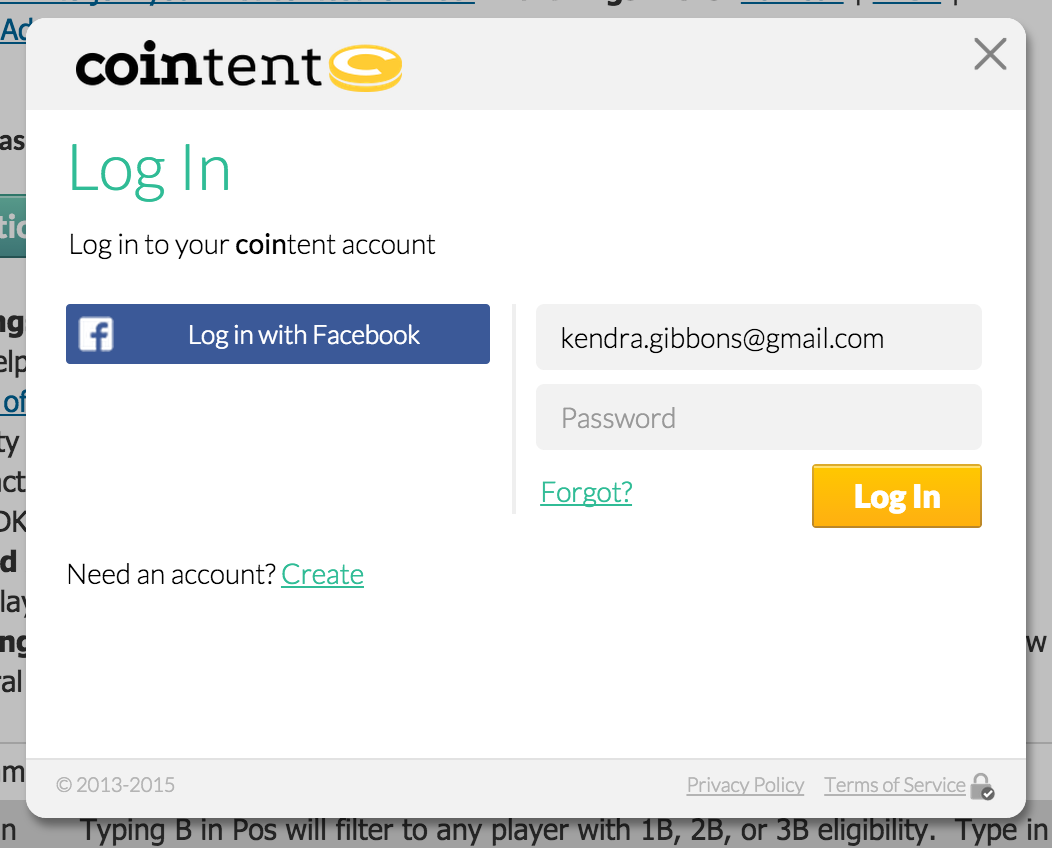 cointent
Log In
Log in to your cointent account
Log in with Facebook
kendra.gibbons@gmail.com
Password
Forgot?
Log In
Need an account? Create
© 2013-2015
Privacy Policy Terms of Service
Typing B in Pos will filter to any player with 1B, 2B, or 3B eligibility. Type in